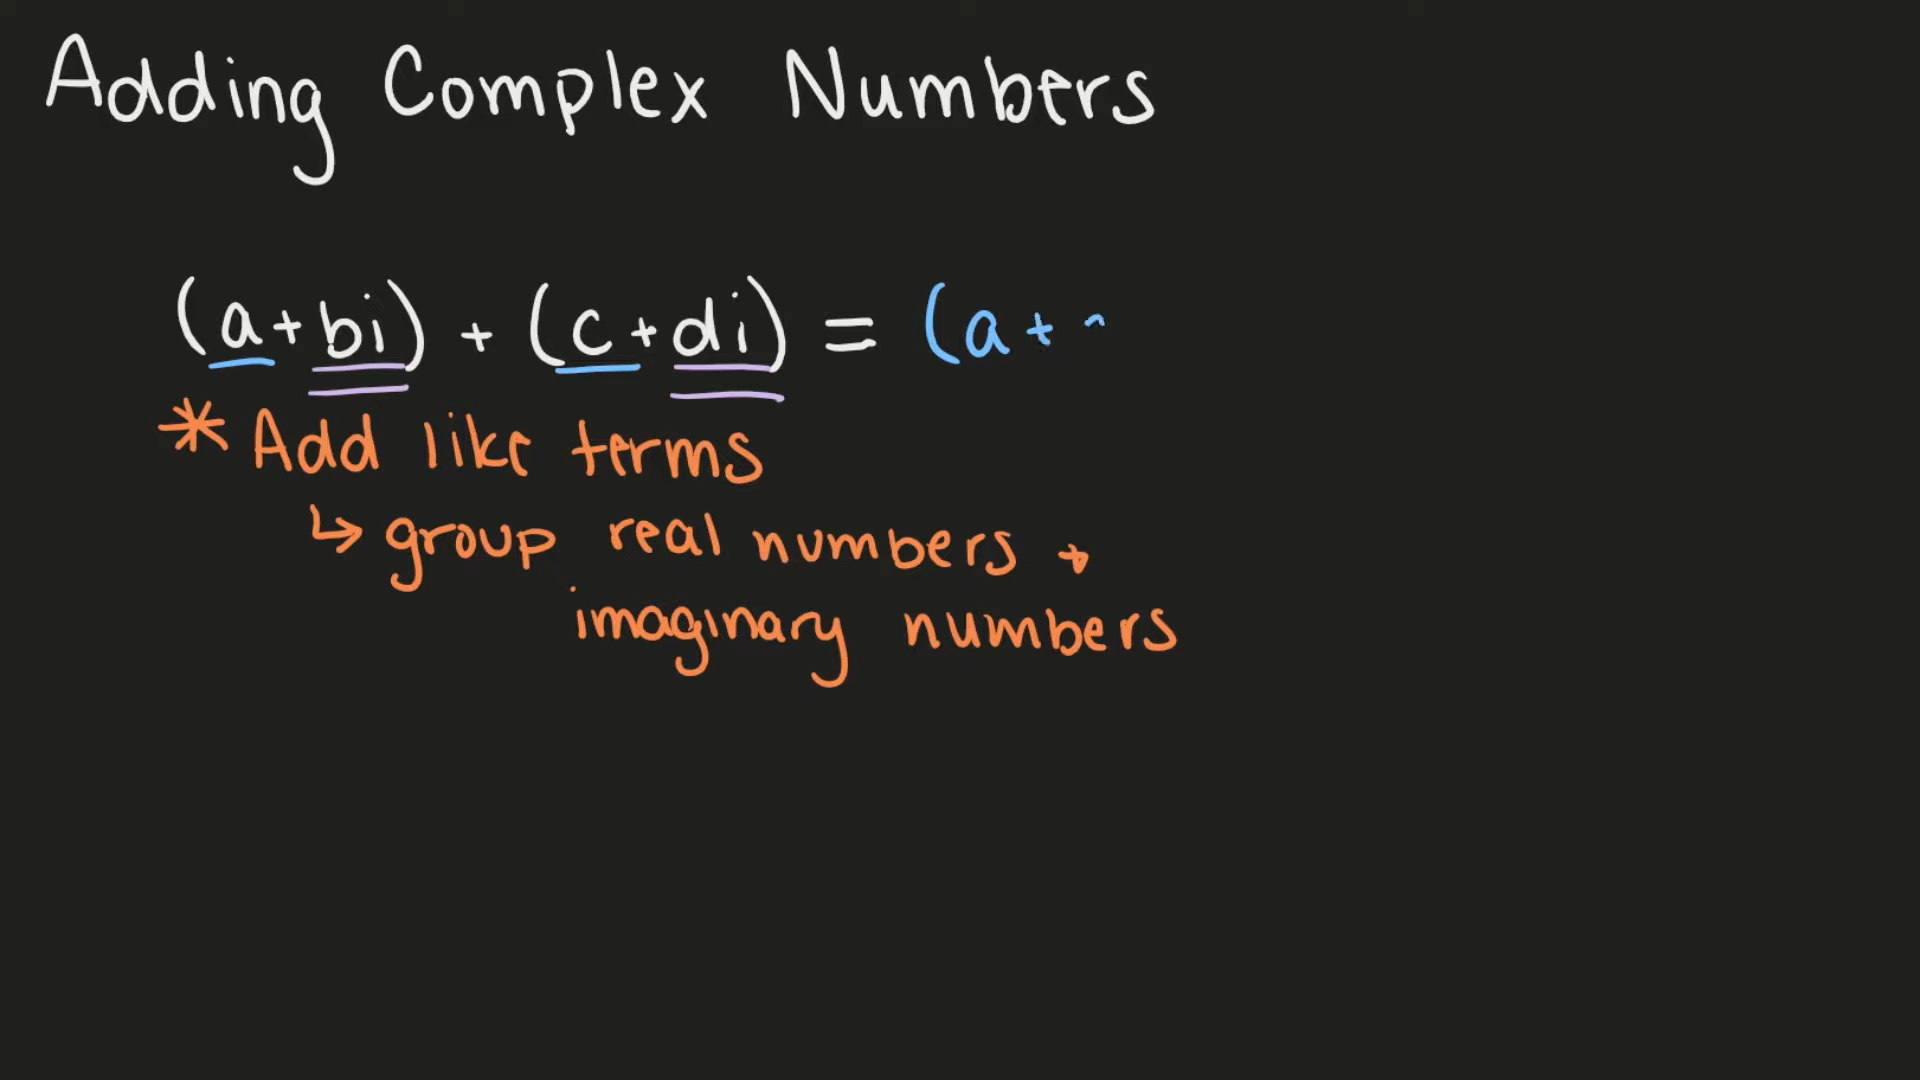 Adding Complex Numbers
(a+bi) + (c+di) = (a +
* Add like terms
↳ group real numbers +
imaginary numbers